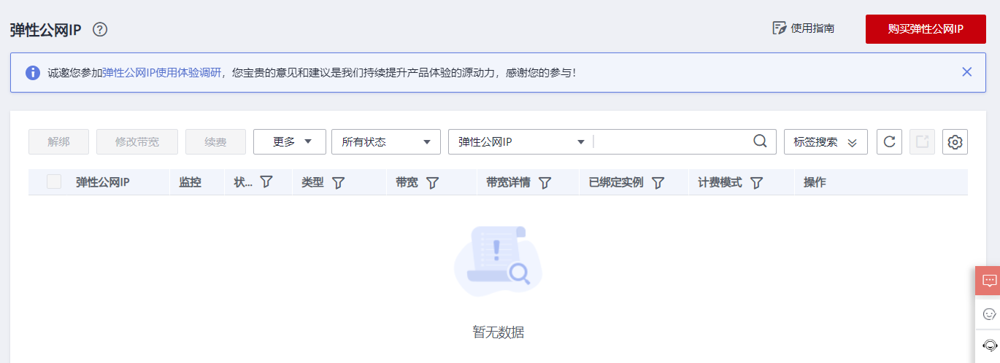 弹性公网IP
使用指南
购买弹性公网IP
诚邀您参加弹性公网IP使用体验调研，您宝贵的意见和建议是我们持续提升产品体验的源动力，感谢您的参与！
解绑 修改带宽 续费 更多 所有状态 弹性公网IP 标签搜索
弹性公网IP 监控 状... 类型 带宽 带宽详情 已绑定实例 计费模式 操作
暂无数据